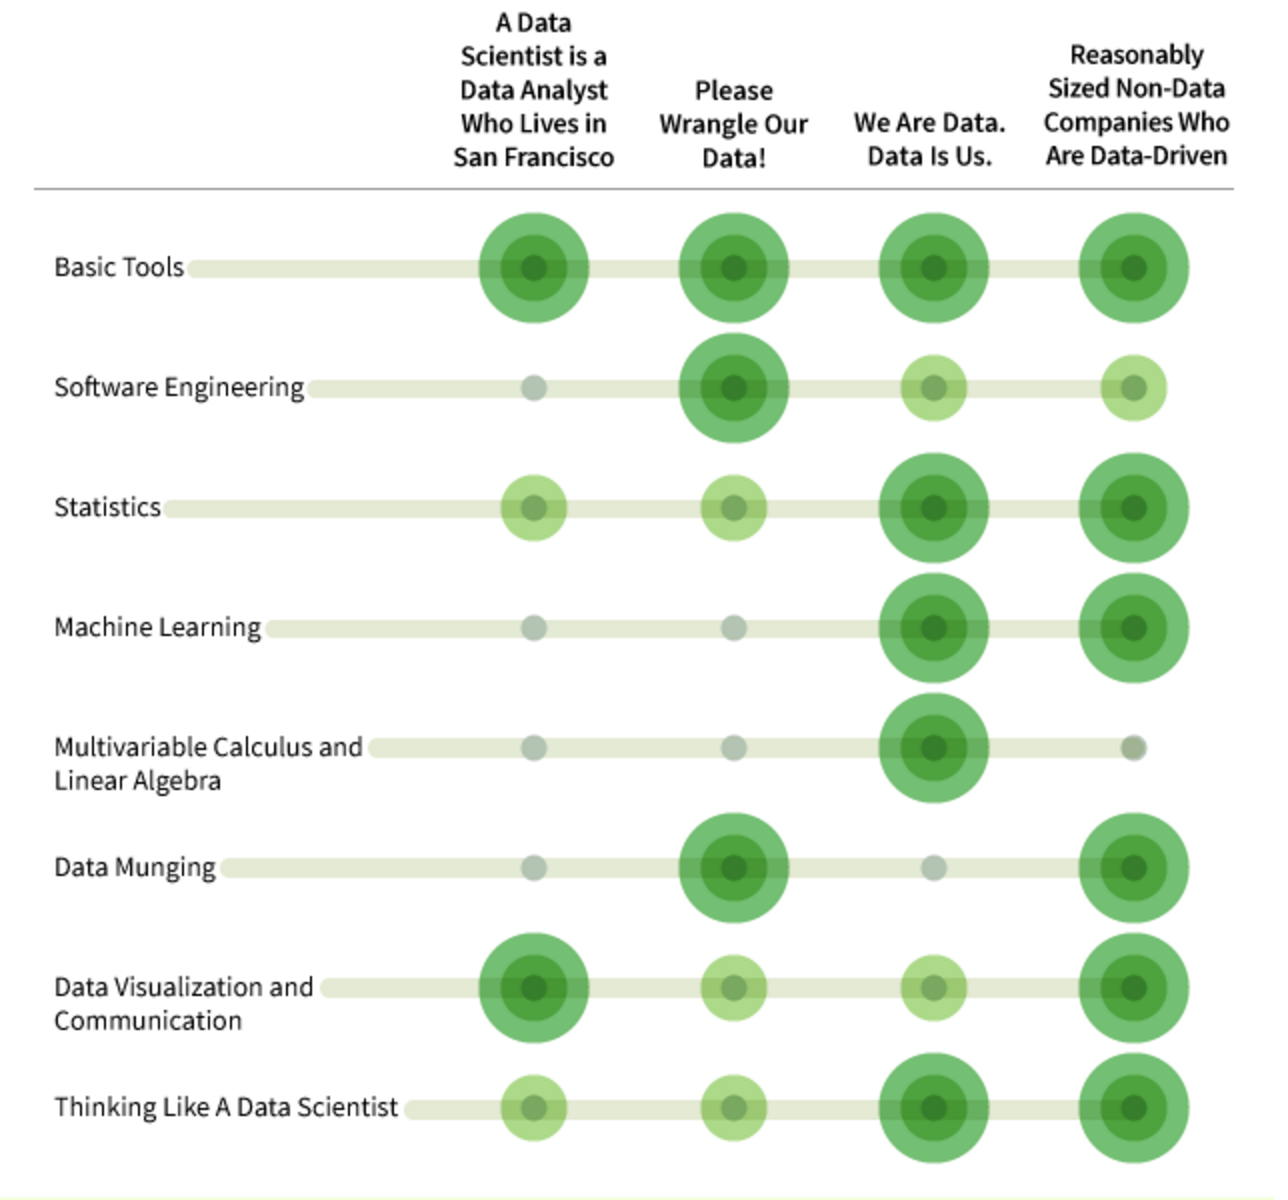 A Data
Scientist is a
Data Analyst
Who Lives in
San Francisco
Please
Wrangle Our
Data!
We Are Data.
Data Is Us.
Reasonably
Sized Non-Data
Companies Who
Are Data-Driven
Basic Tools
Software Engineering
Statistics
Machine Learning
Multivariable Calculus and
Linear Algebra
Data Munging
Data Visualization and
Communication
Thinking Like A Data Scientist